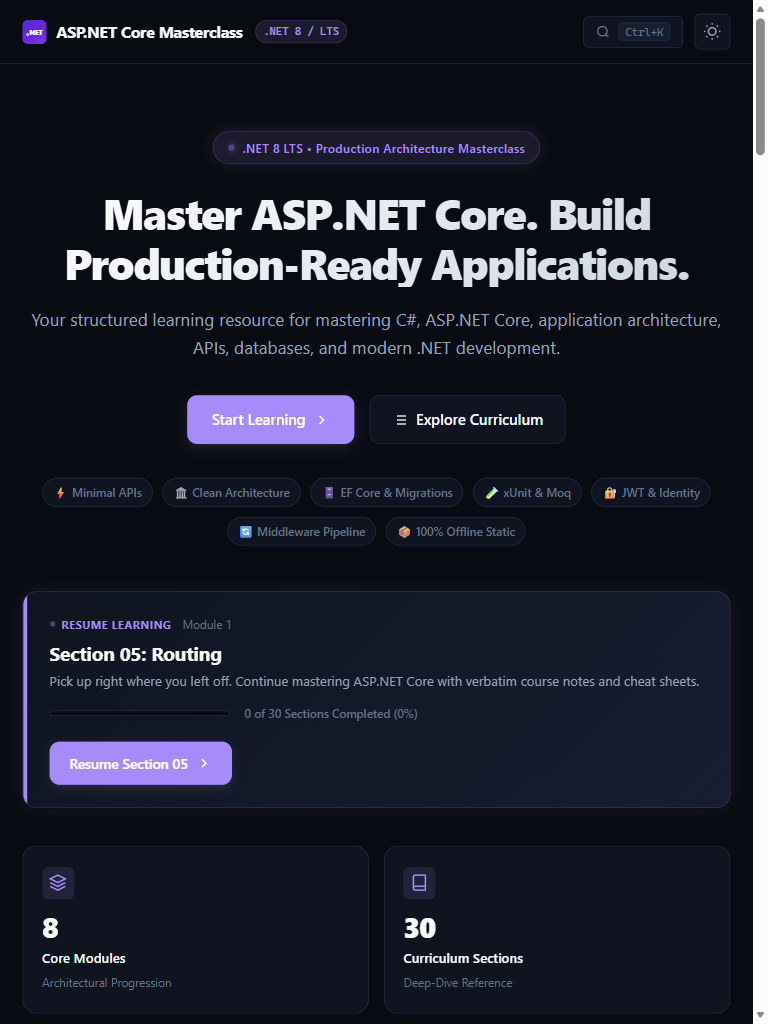 .NET
ASP.NET Core Masterclass
.NET 8 / LTS
Ctrl+K
.NET 8 LTS • Production Architecture Masterclass
Master ASP.NET Core. Build
Production-Ready Applications.
Your structured learning resource for mastering C#, ASP.NET Core, application architecture,
APIs, databases, and modern .NET development.
Start Learning
Explore Curriculum
Minimal APIs
Clean Architecture
EF Core & Migrations
xUnit & Moq
JWT & Identity
Middleware Pipeline
100% Offline Static
RESUME LEARNING Module 1
Section 05: Routing
Pick up right where you left off. Continue mastering ASP.NET Core with verbatim course notes and cheat sheets.
0 of 30 Sections Completed (0%)
Resume Section 05
8
Core Modules
Architectural Progression
30
Curriculum Sections
Deep-Dive Reference